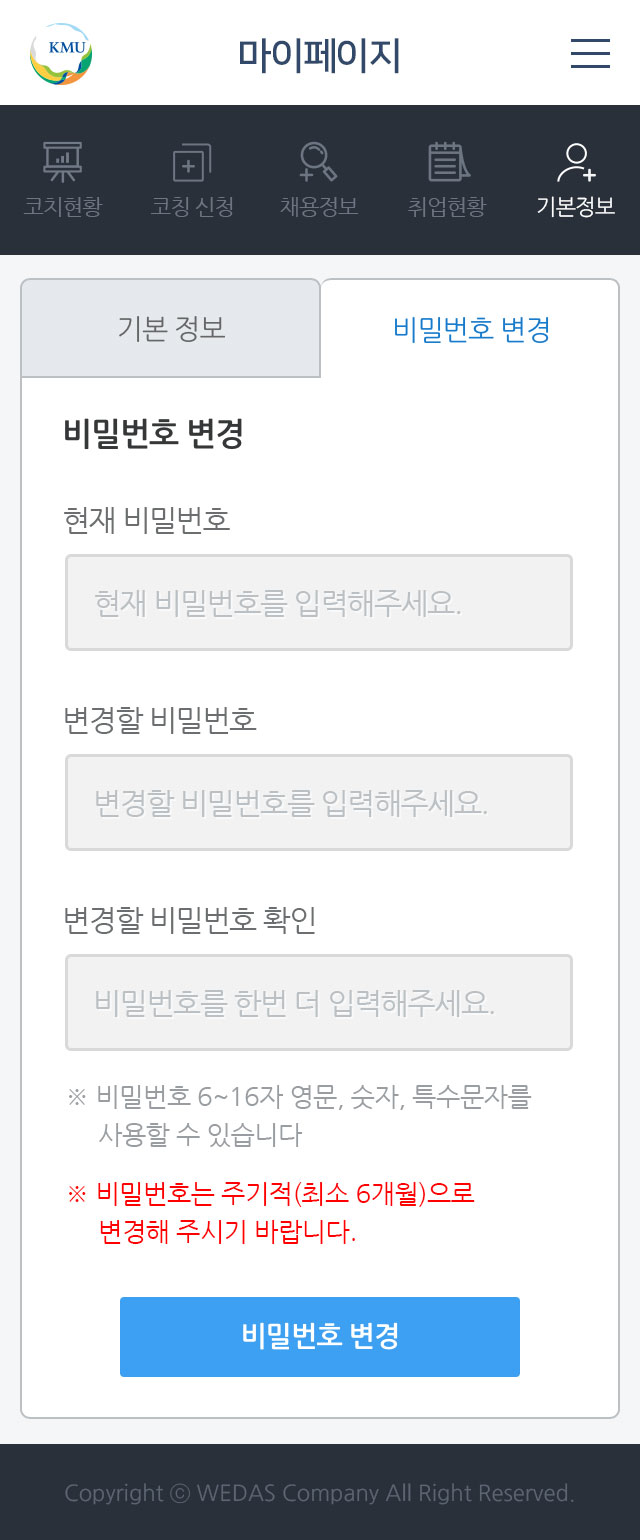 KMU
마이페이지
코치현황
코칭 신청
채용정보
취업현황
기본정보
기본 정보
비밀번호 변경
비밀번호 변경
현재 비밀번호
현재 비밀번호를 입력해주세요.
변경할 비밀번호
변경할 비밀번호를 입력해주세요.
변경할 비밀번호 확인
비밀번호를 한번 더 입력해주세요.
※ 비밀번호 6~16자 영문, 숫자, 특수문자를
사용할 수 있습니다
※ 비밀번호는 주기적(최소 6개월)으로
변경해 주시기 바랍니다.
비밀번호 변경
Copyright ⓒ WEDAS Company All Right Reserved.